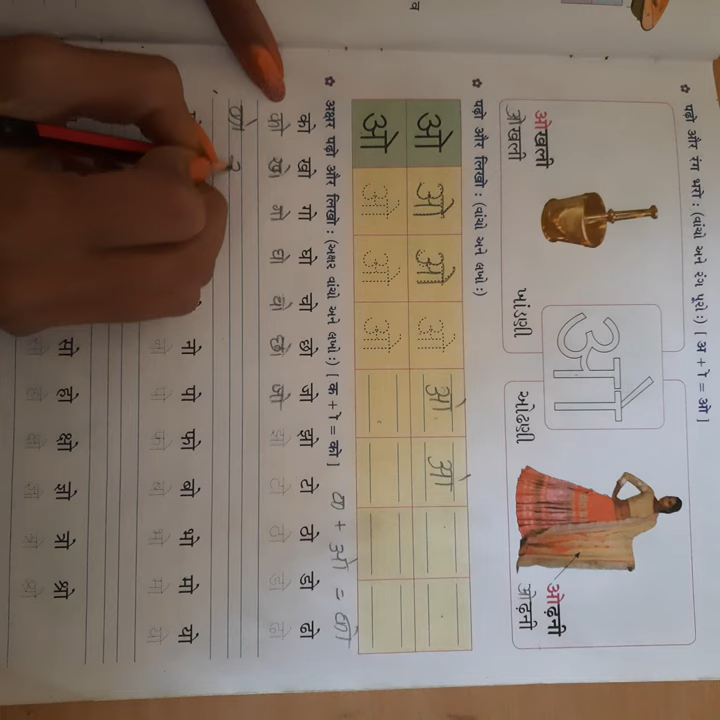 पढ़ो और रंग भरो : (વાંચો અને રંગ પુરો :) [ अ + ो = ओ ]
ओखली
ओखली
ખાંડણી
ओ
ઓઢણી
ओढ़नी
ओढ़नी
पढ़ो और लिखो : (વાંચો અને લખો :)
ओ ओ ओ ओ ओ ओ
ओ ओ ओ ओ
अक्षर पढ़ो और लिखो : (અક્ષર વાંચો અને લખો :) [ क + ो = को ] क + ओ = को
को खो गो घो चो छो जो झो टो ठो डो ढो
को खो गो घो चो छो जो झो टो ठो डो ढो
को
नो पो फो बो भो मो यो
नो पो फो बो भो मो यो
सो हो क्षो ज्ञो त्रो श्रो
सो हो क्षो ज्ञो त्रो श्रो